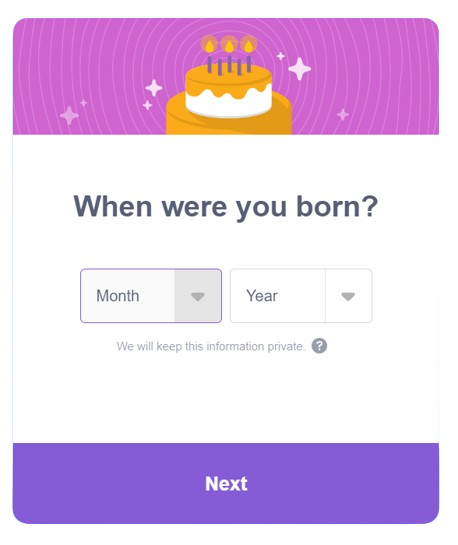 When were you born?
Month Year
We will keep this information private. ?
Next